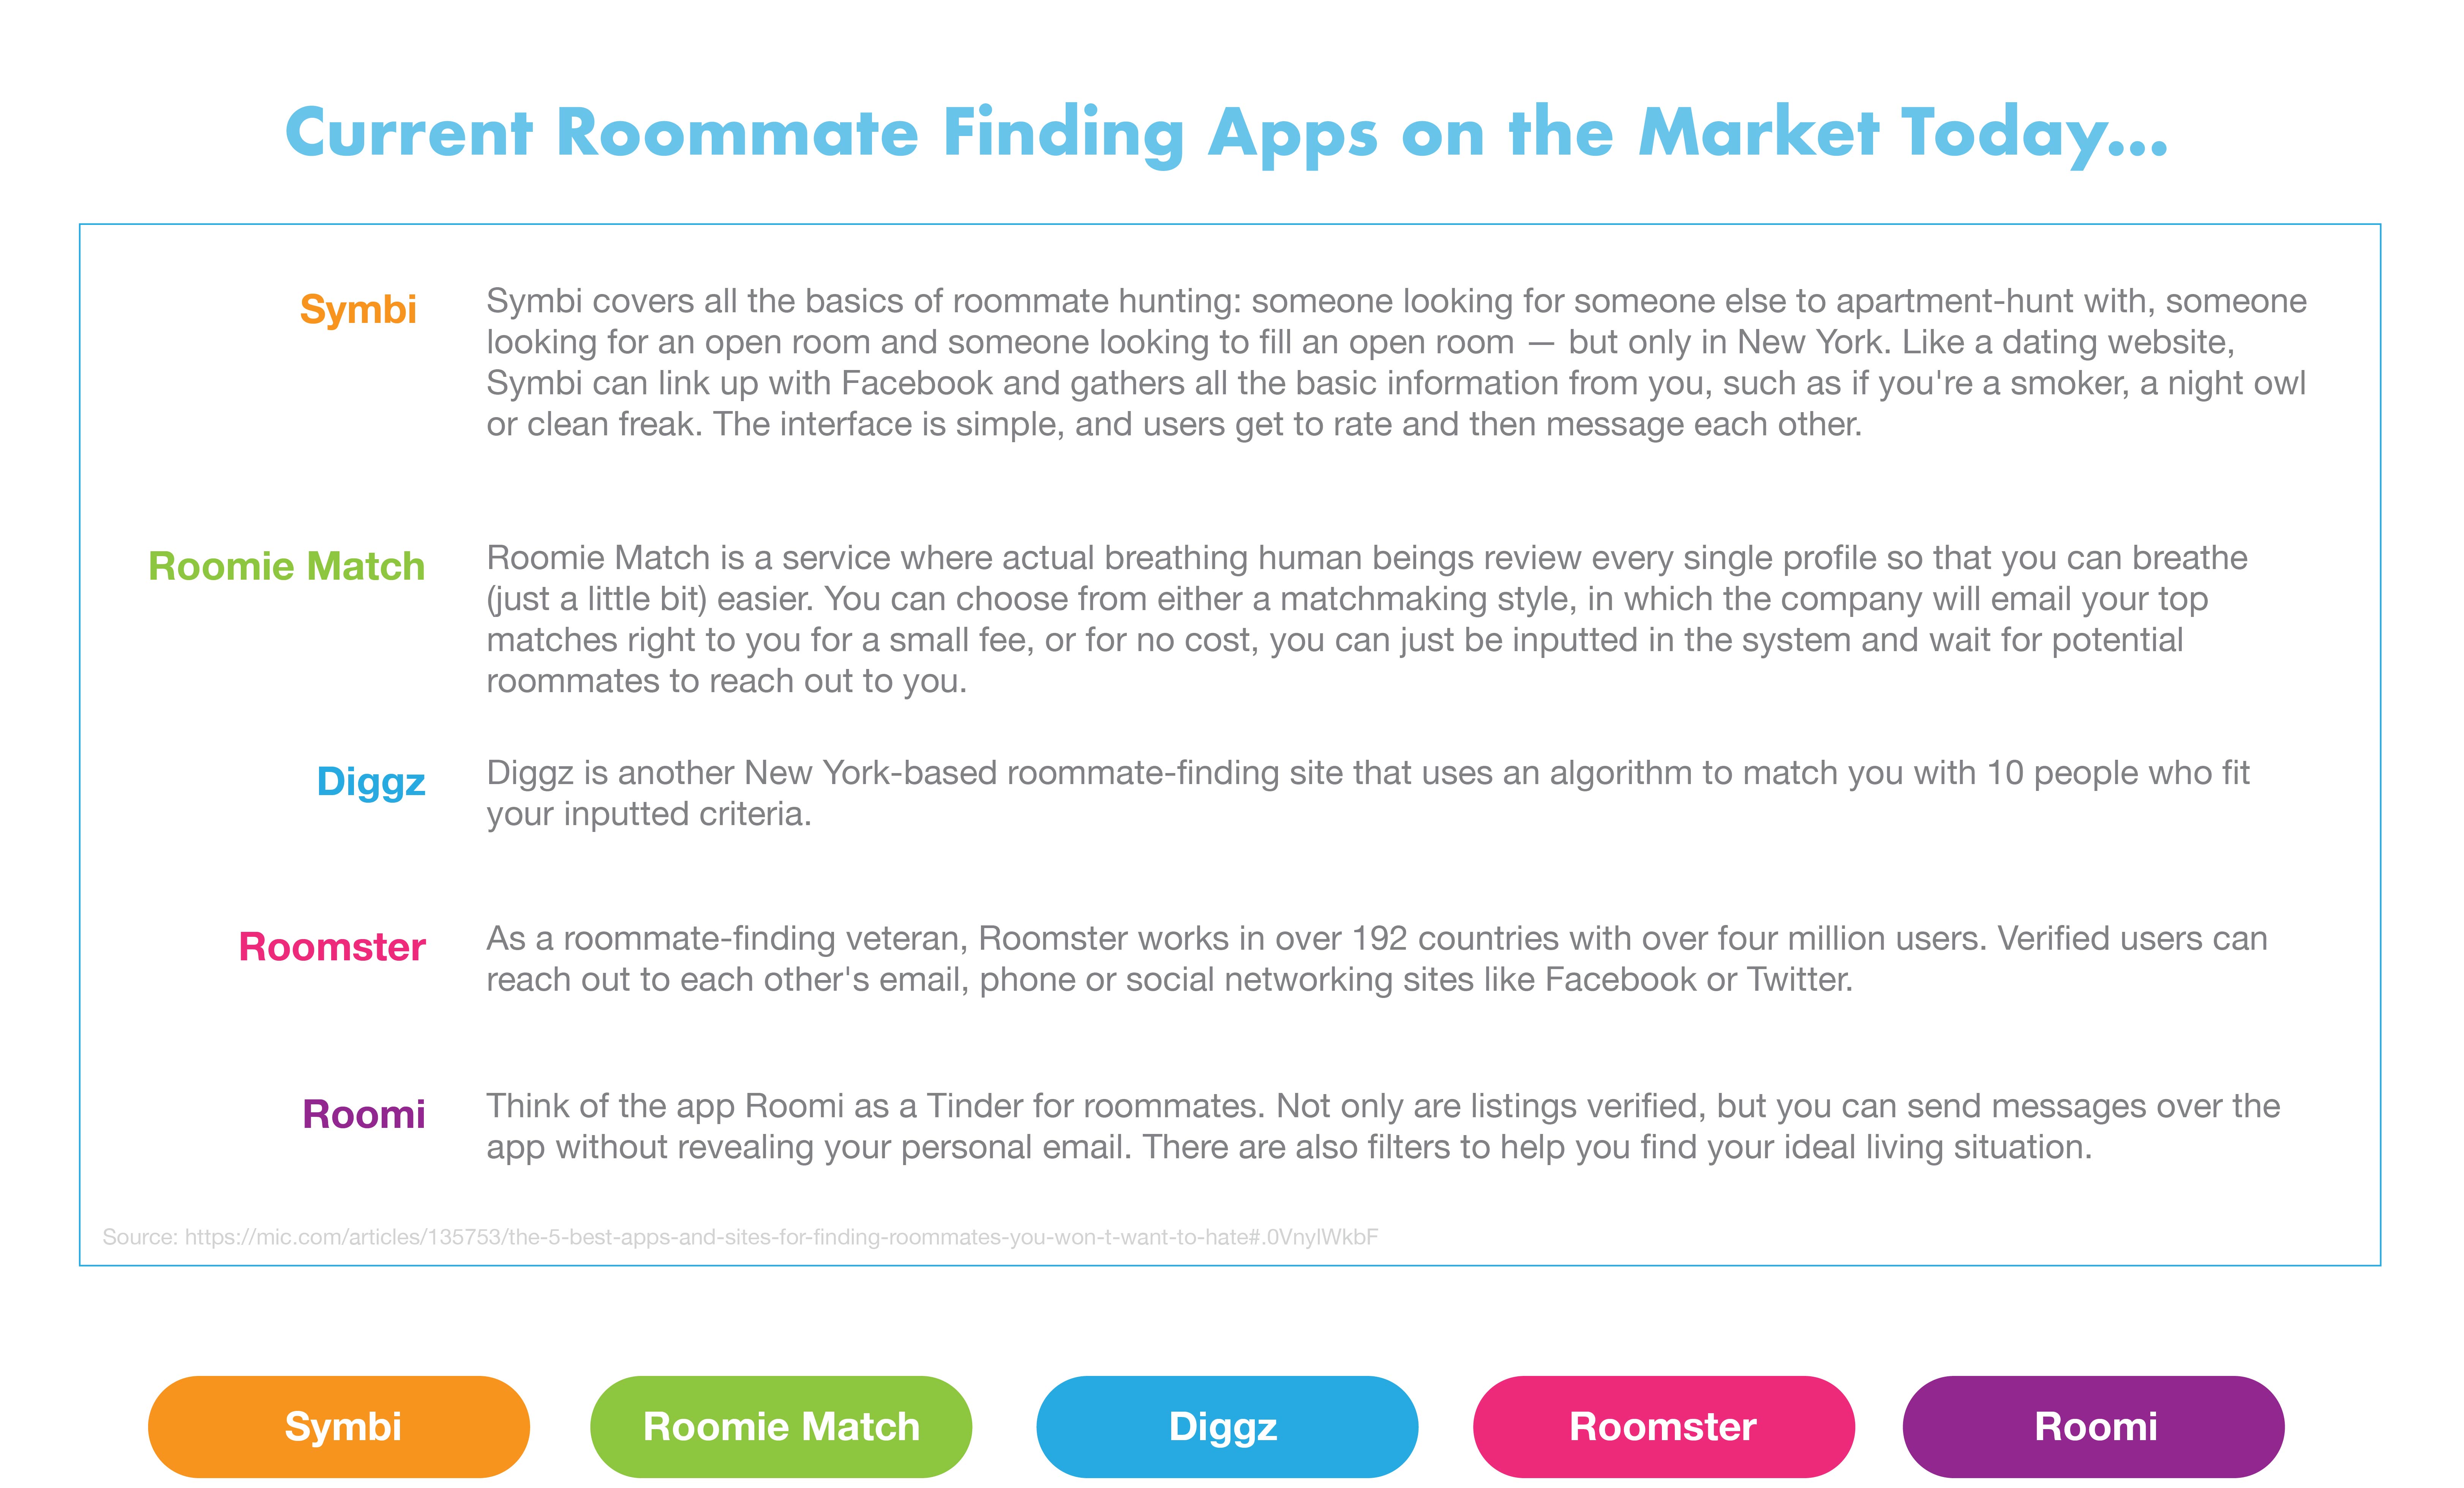 Current Roommate Finding Apps on the Market Today...
Symbi
Symbi covers all the basics of roommate hunting: someone looking for someone else to apartment-hunt with, someone
looking for an open room and someone looking to fill an open room — but only in New York. Like a dating website,
Symbi can link up with Facebook and gathers all the basic information from you, such as if you're a smoker, a night owl
or clean freak. The interface is simple, and users get to rate and then message each other.
Roomie Match
Roomie Match is a service where actual breathing human beings review every single profile so that you can breathe
(just a little bit) easier. You can choose from either a matchmaking style, in which the company will email your top
matches right to you for a small fee, or for no cost, you can just be inputted in the system and wait for potential
roommates to reach out to you.
Diggz
Diggz is another New York-based roommate-finding site that uses an algorithm to match you with 10 people who fit
your inputted criteria.
Roomster
As a roommate-finding veteran, Roomster works in over 192 countries with over four million users. Verified users can
reach out to each other's email, phone or social networking sites like Facebook or Twitter.
Roomi
Think of the app Roomi as a Tinder for roommates. Not only are listings verified, but you can send messages over the
app without revealing your personal email. There are also filters to help you find your ideal living situation.
Source: https://mic.com/articles/135753/the-5-best-apps-and-sites-for-finding-roommates-you-won-t-want-to-hate#.0VnylWkbF
Symbi
Roomie Match
Diggz
Roomster
Roomi